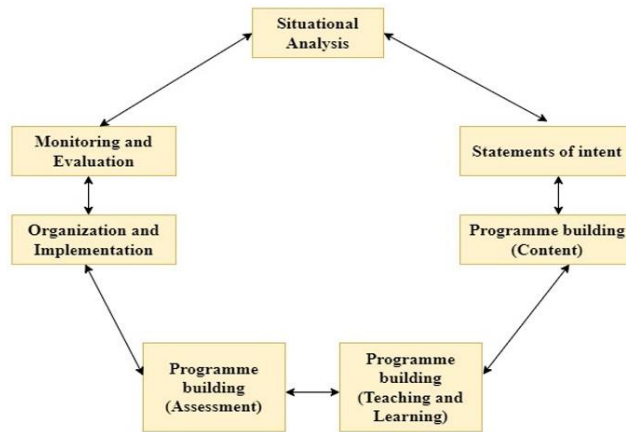 Situational
Analysis
Monitoring and
Evaluation
Statements of intent
Organization and
Implementation
Programme building
(Content)
Programme
building
(Assessment)
Programme
building
(Teaching and
Learning)